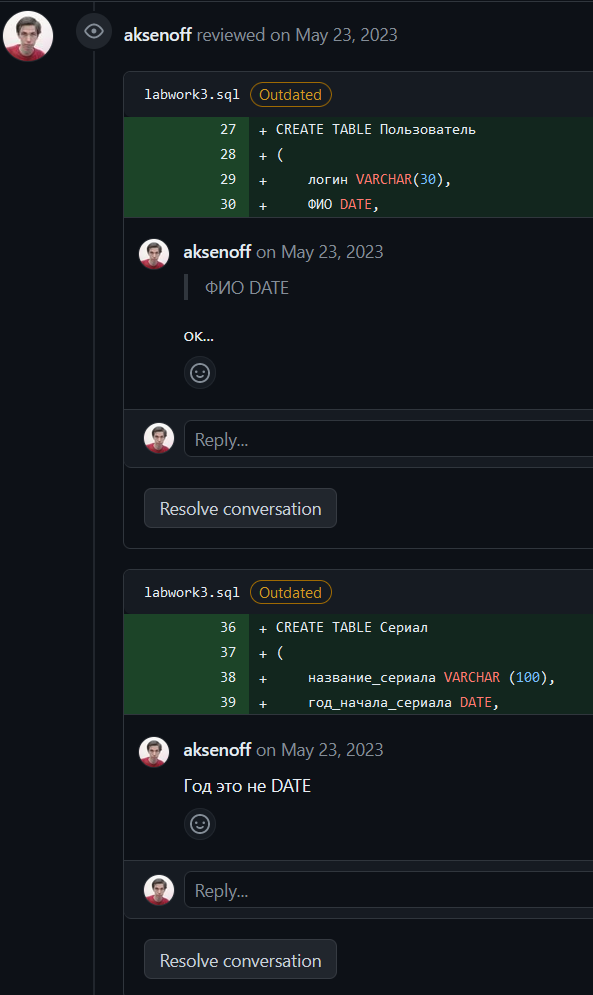 aksenoff reviewed on May 23, 2023
labwork3.sql Outdated
27 + CREATE TABLE Пользователь
28 + (
29 + логин VARCHAR(30),
30 + ФИО DATE,
aksenoff on May 23, 2023
ФИО DATE
ок...
Reply...
Resolve conversation
labwork3.sql Outdated
36 + CREATE TABLE Сериал
37 + (
38 + название_сериала VARCHAR (100),
39 + год_начала_сериала DATE,
aksenoff on May 23, 2023
Год это не DATE
Reply...
Resolve conversation